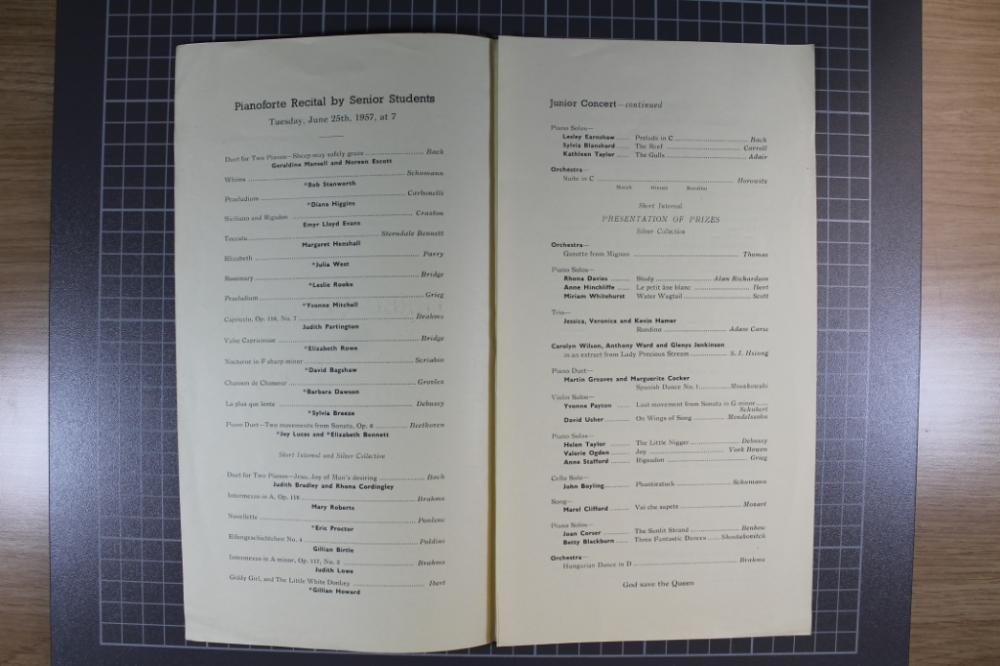 Pianoforte Recital by Senior Students
Tuesday, June 25th, 1957, at 7
Duet for Two Pianos—Sheep may safely graze Bach
Geraldine Mansell and Noreen Escott
Whims Schumann
*Bob Stanworth
Praeludium Carbonelli
*Diane Higgins
Siciliano and Rigadon Craxton
Emyr Lloyd Evans
Toccata Sterndale Bennett
Margaret Henshall
Elizabeth Parry
*Julia West
Rosemary Bridge
*Leslie Rooke
Praeludium Grieg
*Yvonne Mitchell
Capriccio, Op. 116, No. 7 Brahms
Judith Partington
Valse Capricieuse Bridge
*Elizabeth Rowe
Nocturne in F sharp minor Scriabin
*David Bagshaw
Chanson de Chasseur Grovlez
*Barbara Dawson
La plus que lente Debussy
*Sylvia Breeze
Piano Duet—Two movements from Sonata, Op. 6 Beethoven
*Joy Lucas and *Elizabeth Bennett
Short Interval and Silver Collection
Duet for Two Pianos—Jesu, Joy of Man's desiring Bach
Judith Bradley and Rhona Cordingley
Intermezzo in A, Op. 118 Brahms
Mary Roberts
Novelette Poulenc
*Eric Proctor
Elfengeschichtchen No. 4 Paldini
Gillian Birtle
Intermezzo in A minor, Op. 117, No. 2 Brahms
Judith Lowe
Giddy Girl, and The Little White Donkey Ibert
*Gillian Howard
Junior Concert—continued
Piano Solos—
Lesley Earnshaw Prelude in C Bach
Sylvia Blanchard The Reef Carroll
Kathleen Taylor The Gulls Adair
Orchestra—
Suite in C Horowitz
March Minuet Rondino
Short Interval
PRESENTATION OF PRIZES
Silver Collection
Orchestra—
Gavotte from Mignon Thomas
Piano Solos—
Rhona Davies Study Alan Richardson
Anne Hinchliffe Le petit âne blanc Ibert
Miriam Whitehurst Water Wagtail Scott
Trio—
Jessica, Veronica and Kevin Hamer
Rondino Adam Carse
Carolyn Wilson, Anthony Ward and Glenys Jenkinson
in an extract from Lady Precious Stream S. I. Hsiung
Piano Duet—
Martin Greaves and Marguerite Cocker
Spanish Dance No. 1 Moszkowski
Violin Solos—
Yvonne Payton Last movement from Sonata in G minor
Schubert
David Usher On Wings of Song Mendelssohn
Piano Solos—
Helen Taylor The Little Nigger Debussy
Valerie Ogden Joy York Bowen
Anne Stafford Rigaudon Grieg
Cello Solo—
John Boyling Phantasiestuck Schumann
Song—
Marel Clifford Voi che sapete Mozart
Piano Solos—
Joan Corser The Sunlit Strand Benbow
Betty Blackburn Three Fantastic Dances Shostakovitch
Orchestra—
Hungarian Dance in D Brahms
God save the Queen